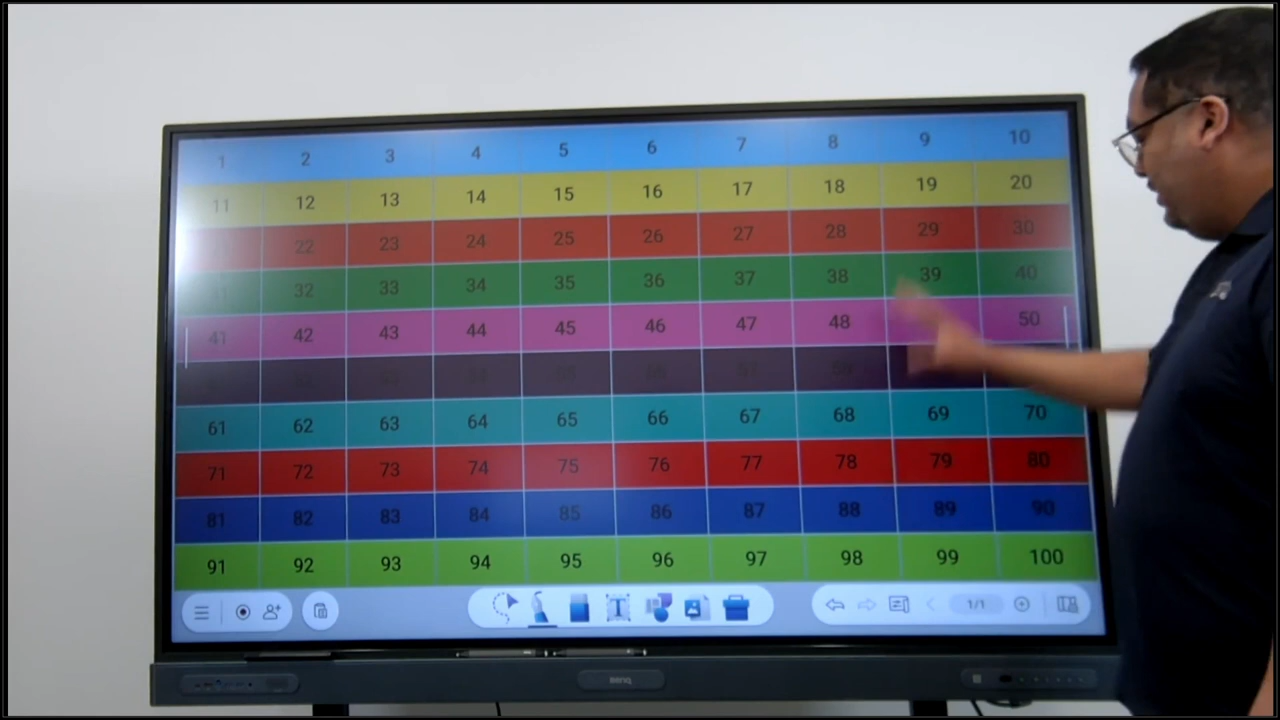 1 2 3 4 5 6 7 8 9 10
11 12 13 14 15 16 17 18 19 20
22 23 24 25 26 27 28 29 30
32 33 34 35 36 37 38 39 40
41 42 43 44 45 46 47 48 50
61 62 63 64 65 66 67 68 69 70
71 72 73 74 75 76 77 78 79 80
81 82 83 84 85 86 87 88 89 90
91 92 93 94 95 96 97 98 99 100
T 1/1
BenQ